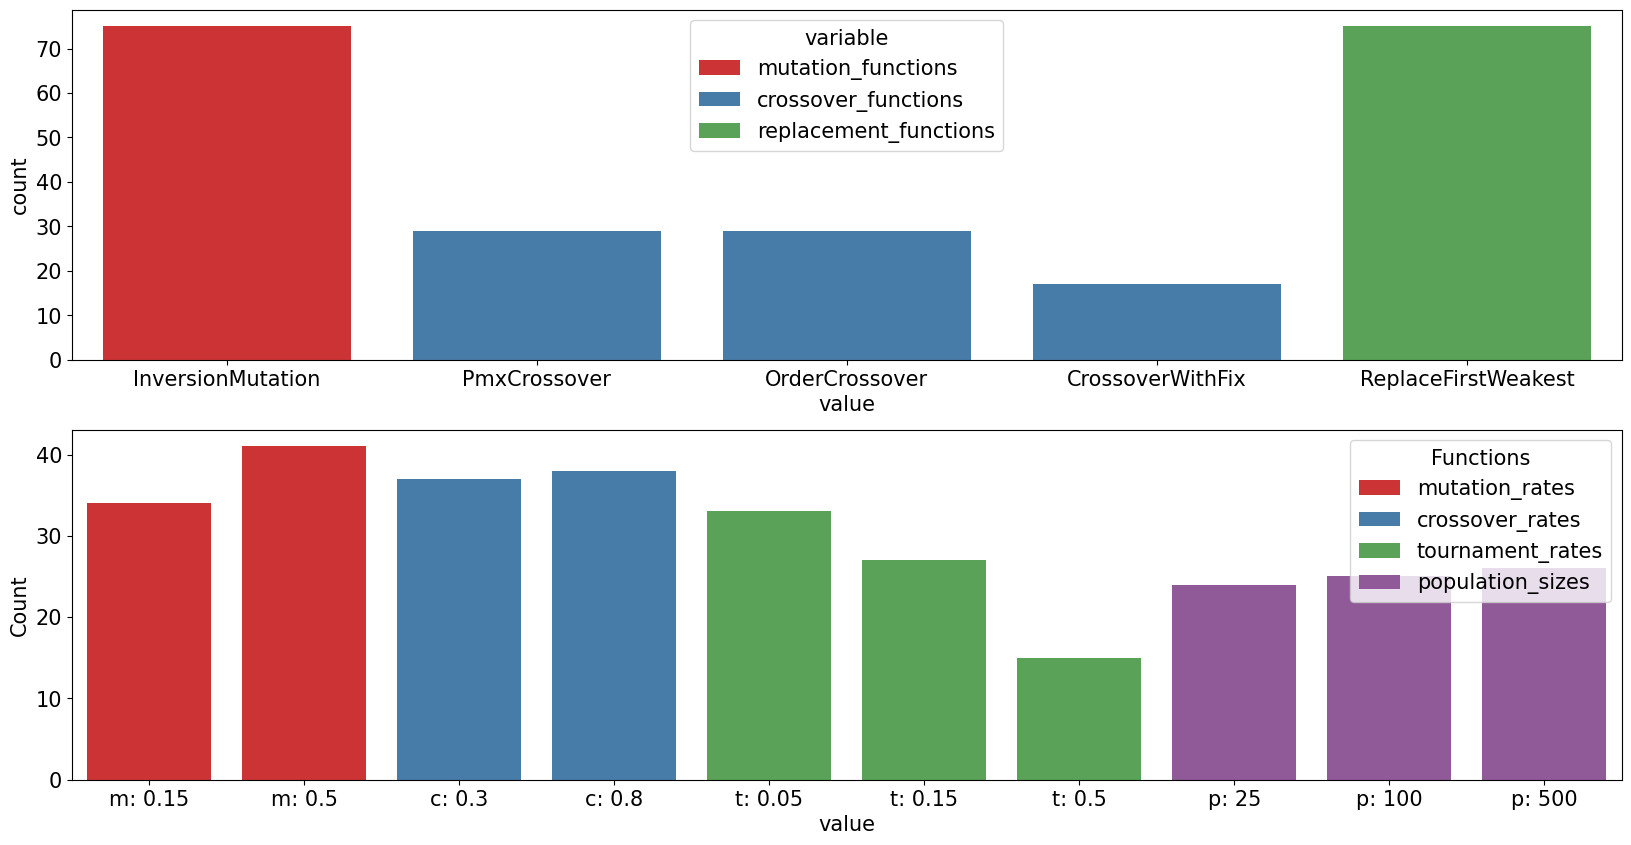 variable
mutation_functions
crossover_functions
replacement_functions
count
70
60
50
40
30
20
10
0
InversionMutation PmxCrossover OrderCrossover CrossoverWithFix ReplaceFirstWeakest
value
Functions
mutation_rates
crossover_rates
tournament_rates
population_sizes
Count
40
30
20
10
0
m: 0.15 m: 0.5 c: 0.3 c: 0.8 t: 0.05 t: 0.15 t: 0.5 p: 25 p: 100 p: 500
value